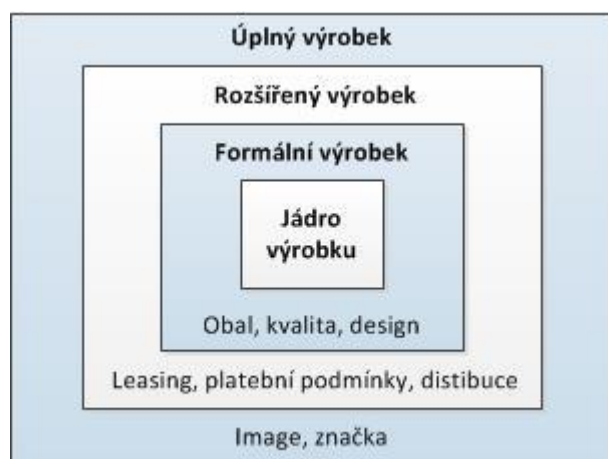 Úplný výrobek
Rozšířený výrobek
Formální výrobek
Jádro
výrobku
Obal, kvalita, design
Leasing, platební podmínky, distibuce
Image, značka